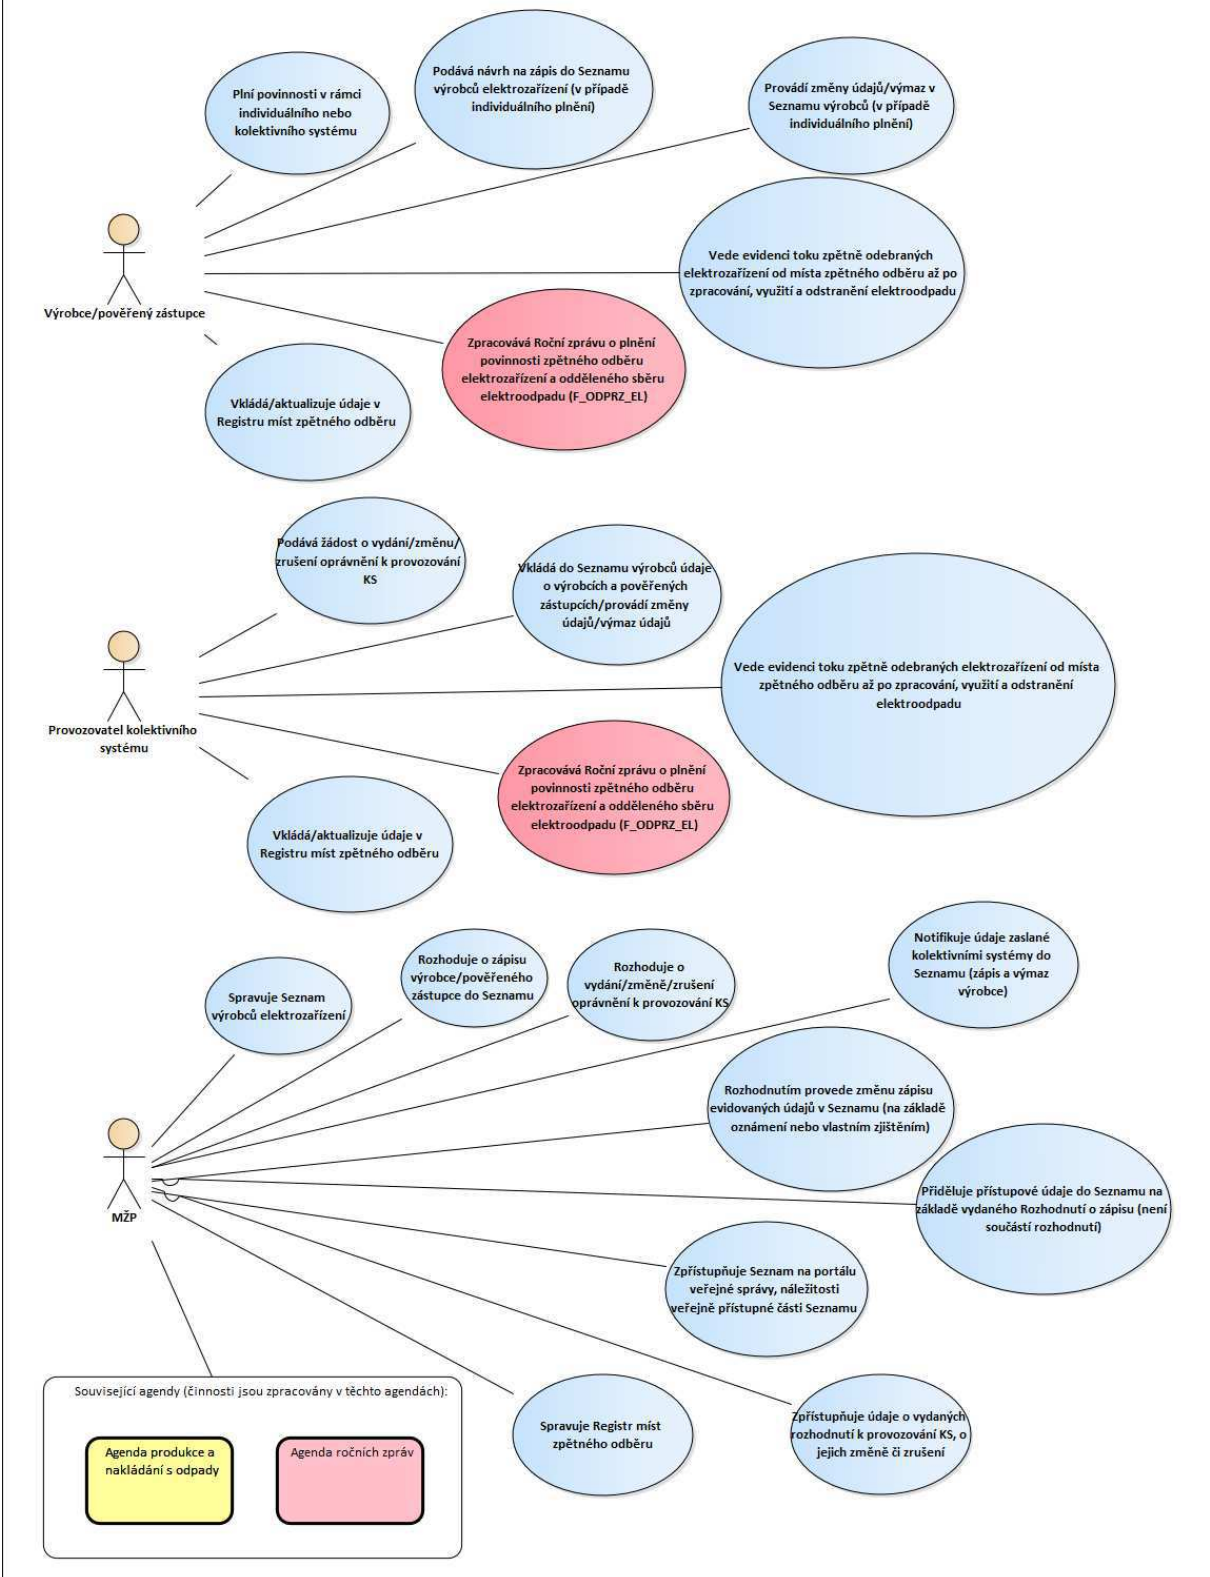 Plní povinnosti v rámci
individuálního nebo
kolektivního systému
Podává návrh na zápis do Seznamu
výrobců elektrozařízení (v případě
individuálního plnění)
Provádí změny údajů/výmaz v
Seznamu výrobců (v případě
individuálního plnění)
Vede evidenci toku zpětně odebraných
elektrozařízení od místa zpětného odběru až po
zpracování, využití a odstranění elektroodpadu
Výrobce/pověřený zástupce
Zpracovává Roční zprávu o plnění
povinnosti zpětného odběru
elektrozařízení a odděleného sběru
elektroodpadu (F_ODPRZ_EL)
Vkládá/aktualizuje údaje v
Registru míst zpětného odběru
Podává žádost o vydání/změnu/
zrušení oprávnění k provozování
KS
Vkládá do Seznamu výrobců údaje
o výrobcích a pověřených
zástupcích/provádí změny
údajů/výmaz údajů
Vede evidenci toku zpětně odebraných elektrozařízení od místa
zpětného odběru až po zpracování, využití a odstranění
elektroodpadu
Provozovatel kolektivního
systému
Zpracovává Roční zprávu o plnění
povinnosti zpětného odběru
elektrozařízení a odděleného sběru
elektroodpadu (F_ODPRZ_EL)
Vkládá/aktualizuje údaje v
Registru míst zpětného odběru
Spravuje Seznam
výrobců elektrozařízení
Rozhoduje o zápisu
výrobce/pověřeného
zástupce do Seznamu
Rozhoduje o
vydání/změně/zrušení
oprávnění k provozování KS
Notifikuje údaje zaslané
kolektivními systémy do
Seznamu (zápis a výmaz
výrobce)
Rozhodnutím provede změnu zápisu
evidovaných údajů v Seznamu (na základě
oznámení nebo vlastním zjištěním)
Přiděluje přístupové údaje do Seznamu na
základě vydaného Rozhodnutí o zápisu (není
součástí rozhodnutí)
MŽP
Zpřístupňuje Seznam na portálu
veřejné správy, náležitosti
veřejně přístupné části Seznamu
Spravuje Registr míst
zpětného odběru
Zpřístupňuje údaje o vydaných
rozhodnutí k provozování KS, o
jejich změně či zrušení
Související agendy (činnosti jsou zpracovány v těchto agendách):
Agenda produkce a
nakládání s odpady
Agenda ročních zpráv